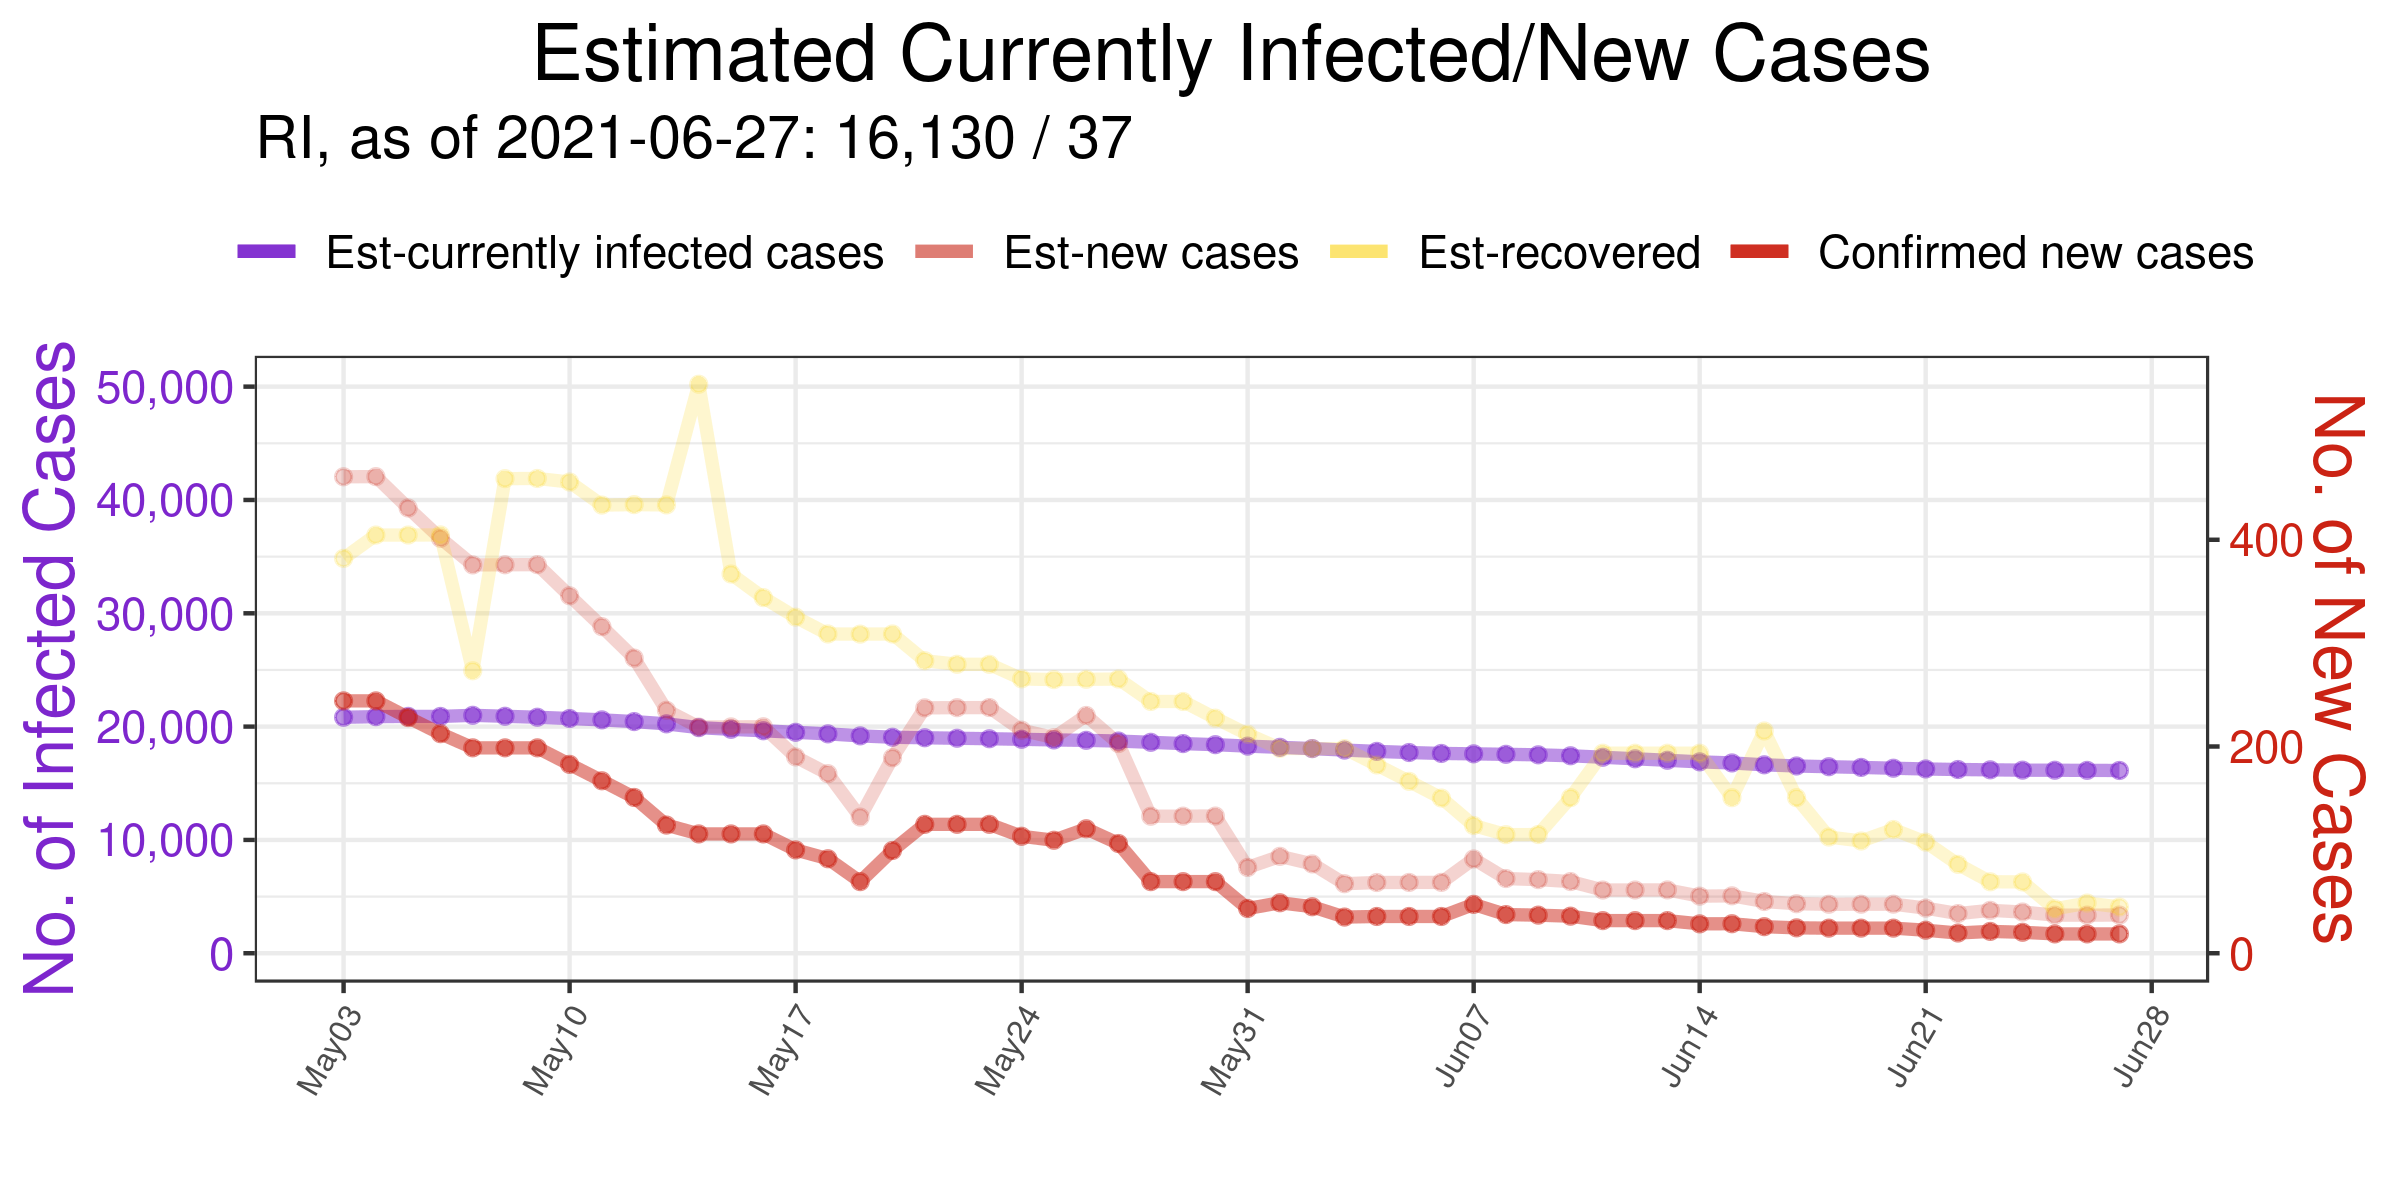 Estimated Currently Infected/New Cases
RI, as of 2021-06-27: 16,130 / 37
Est-currently infected cases Est-new cases Est-recovered Confirmed new cases
No. of Infected Cases
50,000
40,000
30,000
20,000
10,000
0
400
200
0
No. of New Cases
May03 May10 May17 May24 May31 Jun07 Jun14 Jun21 Jun28